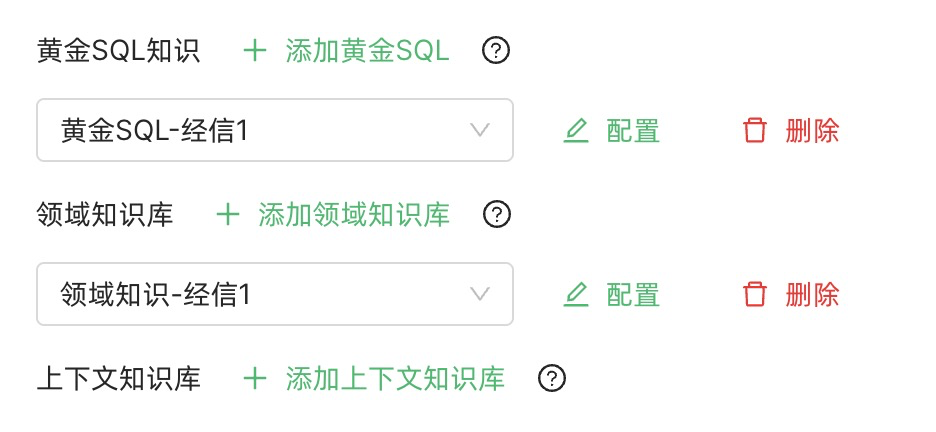 黄金SQL知识 + 添加黄金SQL ?
黄金SQL-经信1 配置 删除
领域知识库 + 添加领域知识库 ?
领域知识-经信1 配置 删除
上下文知识库 + 添加上下文知识库 ?